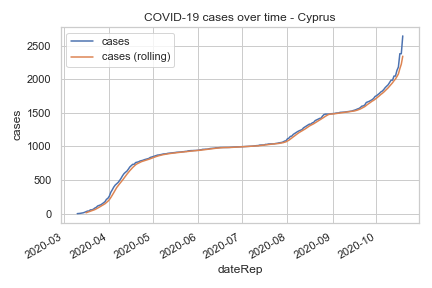 COVID-19 cases over time - Cyprus
cases
cases (rolling)
2500
2000
1500
1000
500
0
cases
2020-03
2020-04
2020-05
2020-06
2020-07
2020-08
2020-09
2020-10
dateRep